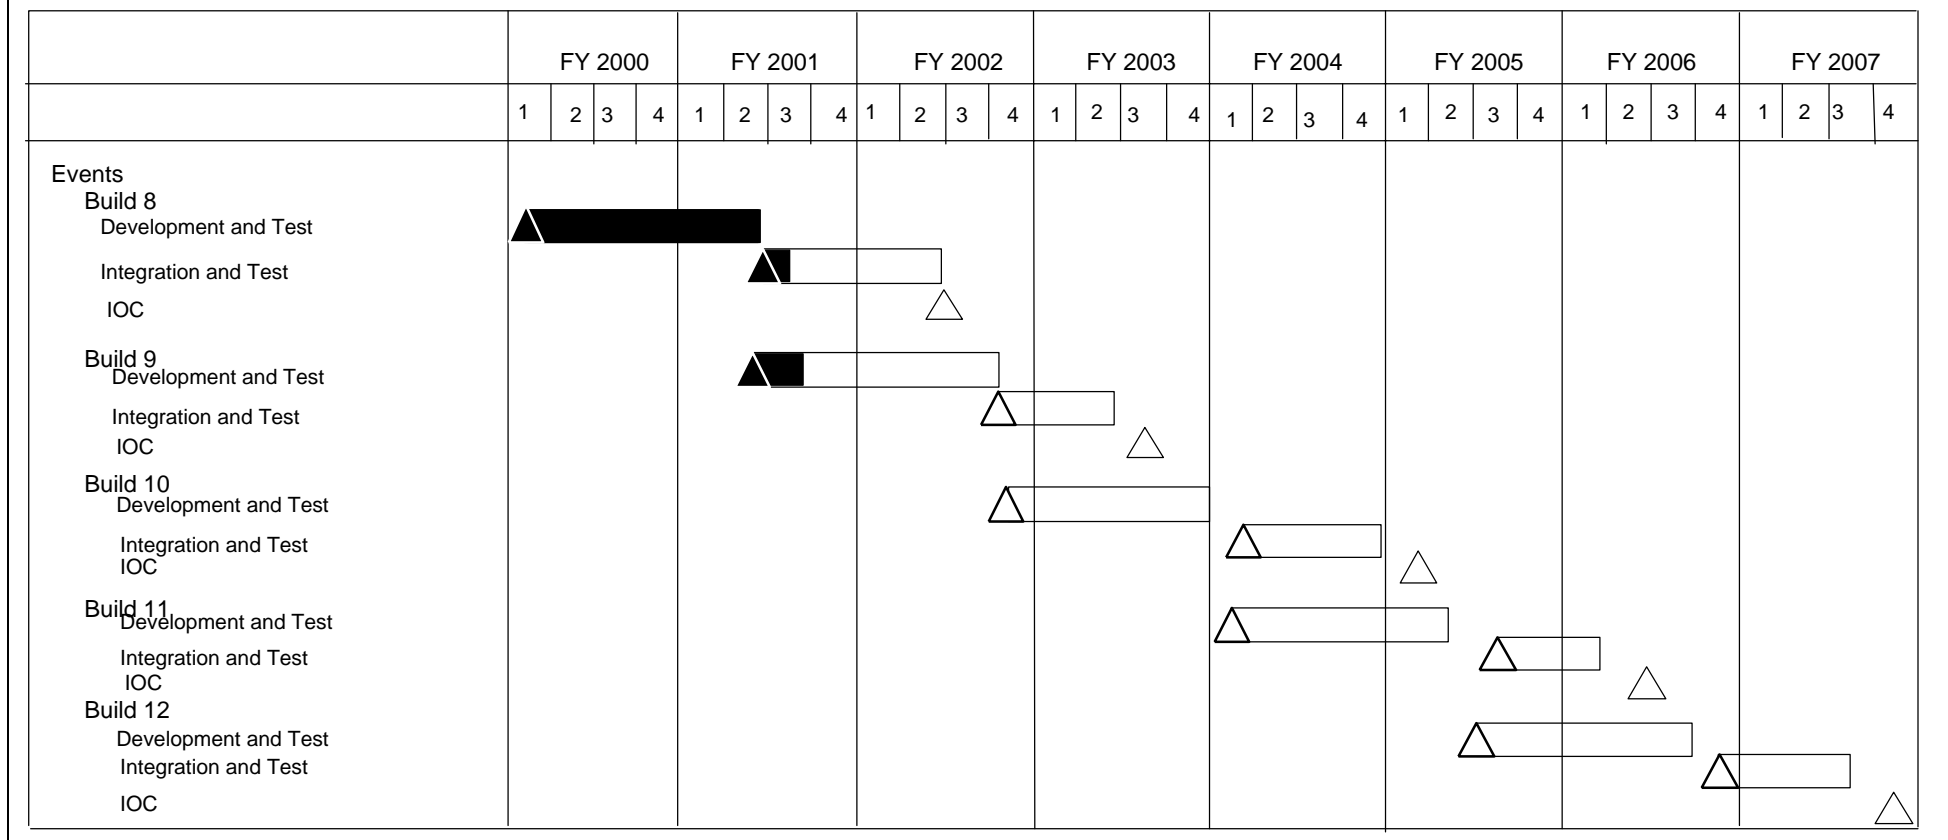 FY 2000 FY 2001 FY 2002 FY 2003 FY 2004 FY 2005 FY 2006 FY 2007
1 2 3 4 1 2 3 4 1 2 3 4 1 2 3 4 1 2 3 4 1 2 3 4 1 2 3 4 1 2 3 4
Events
Build 8
Development and Test
Integration and Test
IOC
Build 9
Development and Test
Integration and Test
IOC
Build 10
Development and Test
Integration and Test
IOC
Build 11
Development and Test
Integration and Test
IOC
Build 12
Development and Test
Integration and Test
IOC